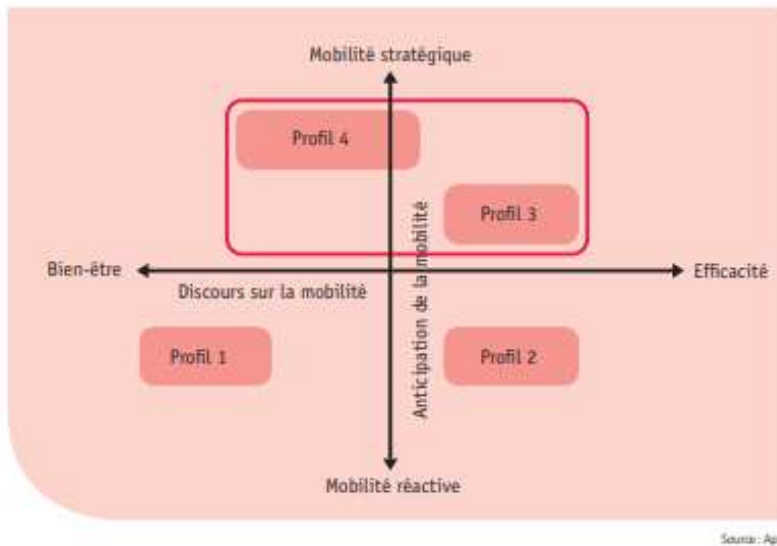 Mobilité stratégique
Profil 4
Profil 3
Anticipation de la mobilité
Bien-être
Efficacité
Discours sur la mobilité
Profil 1
Profil 2
Mobilité réactive
Source :